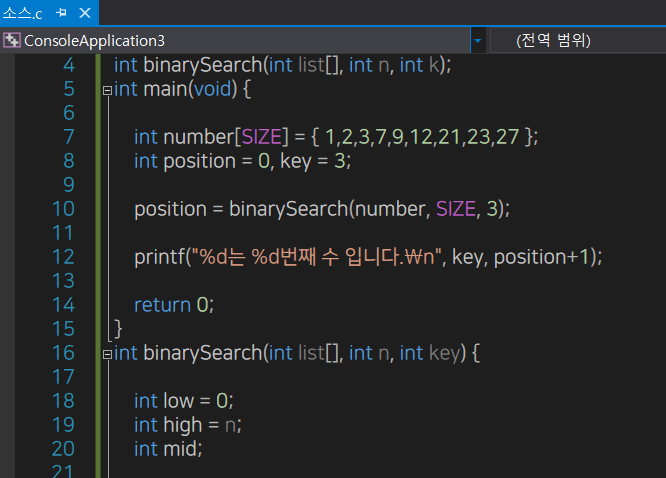 소스.c
ConsoleApplication3 (전역 범위)
4 int binarySearch(int list[], int n, int k);
5 int main(void) {
6
7 int number[SIZE] = { 1,2,3,7,9,12,21,23,27 };
8 int position = 0, key = 3;
9
10 position = binarySearch(number, SIZE, 3);
11
12 printf("%d는 %d번째 수 입니다.₩n", key, position+1);
13
14 return 0;
15 }
16 int binarySearch(int list[], int n, int key) {
17
18 int low = 0;
19 int high = n;
20 int mid;
21